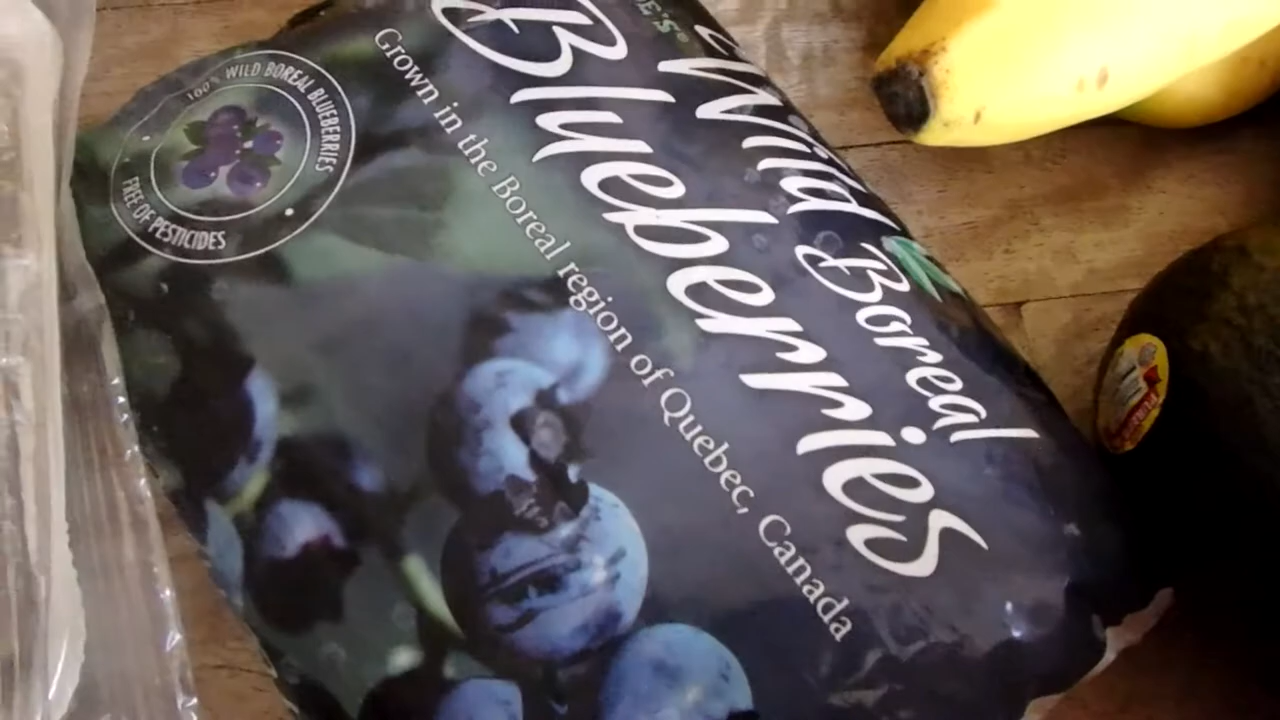 E'S®
Wild Boreal
Blueberries
Grown in the Boreal region of Quebec, Canada
100% WILD BOREAL BLUEBERRIES
FREE OF PESTICIDES